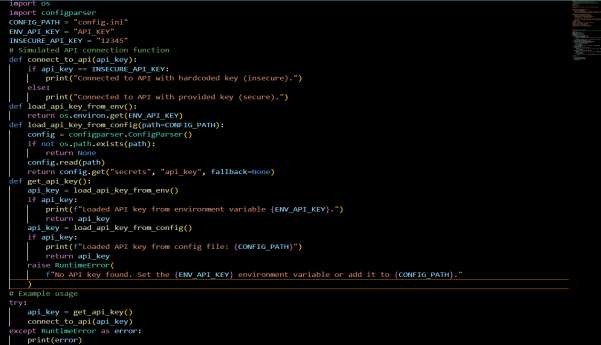 import os
import configparser
CONFIG_PATH = "config.ini"
ENV_API_KEY = "API_KEY"
INSECURE_API_KEY = "12345"
# Simulated API connection function
def connect_to_api(api_key):
    if api_key == INSECURE_API_KEY:
        print("Connected to API with hardcoded key (insecure).")
    else:
        print("Connected to API with provided key (secure).")
def load_api_key_from_env():
    return os.environ.get(ENV_API_KEY)
def load_api_key_from_config(path=CONFIG_PATH):
    config = configparser.ConfigParser()
    if not os.path.exists(path):
        return None
    config.read(path)
    return config.get("secrets", "api_key", fallback=None)
def get_api_key():
    api_key = load_api_key_from_env()
    if api_key:
        print(f"Loaded API key from environment variable {ENV_API_KEY}.")
        return api_key
    api_key = load_api_key_from_config()
    if api_key:
        print(f"Loaded API key from config file: {CONFIG_PATH}")
        return api_key
    raise RuntimeError(
        f"No API key found. Set the {ENV_API_KEY} environment variable or add it to {CONFIG_PATH}."
    )
# Example usage
try:
    api_key = get_api_key()
    connect_to_api(api_key)
except RuntimeError as error:
    print(error)